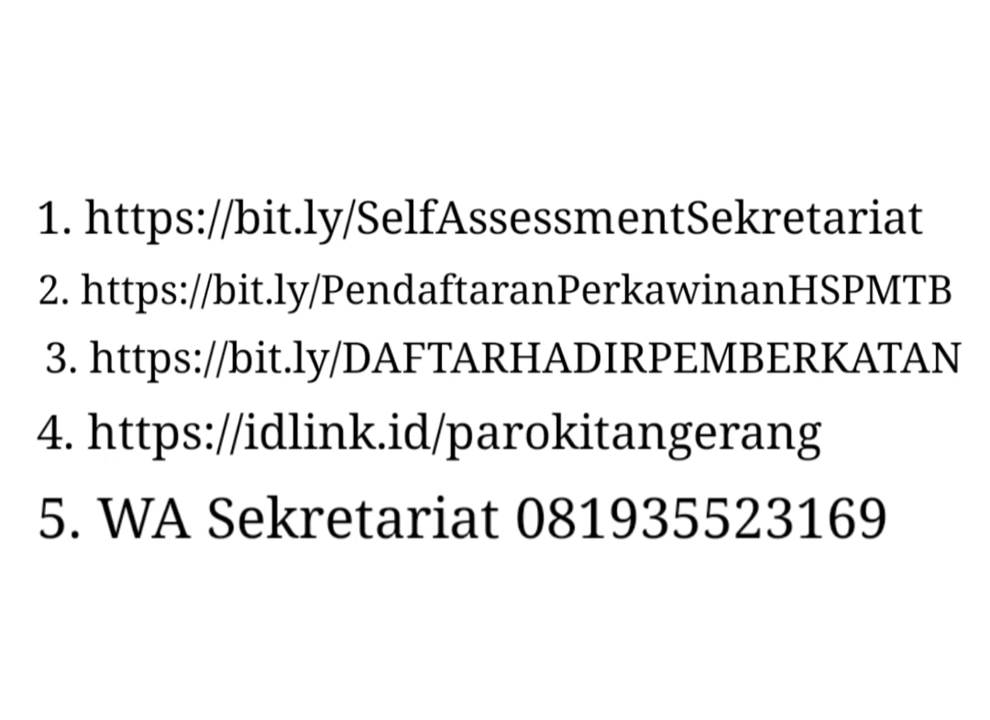 1. https://bit.ly/SelfAssessmentSekretariat
2. https://bit.ly/PendaftaranPerkawinanHSPMTB
3. https://bit.ly/DAFTARHADIRPEMBERKATAN
4. https://idlink.id/parokitangerang
5. WA Sekretariat 081935523169